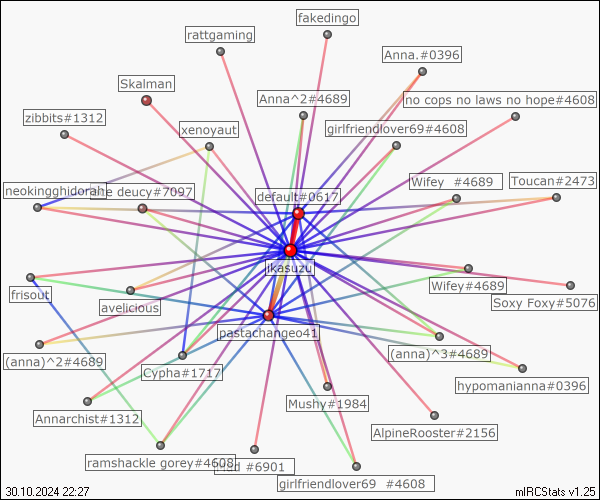 fakedingo
rattgaming
Anna.#0396
Skalman
Anna^2#4689
no cops no laws no hope#4608
zibbits#1312
xenoyaut
girlfriendlover69#4608
neokingghidorah
deucy#7097
default#0617
Wifey #4689
Toucan#2473
jkasuzu
frisout
avelicious
Wifey#4689
Soxy Foxy#5076
pastachangeo41
(anna)^2#4689
Cypha#1717
(anna)^3#4689
hypomanianna#0396
Annarchist#1312
Mushy#1984
AlpineRooster#2156
ramshackle gorey#4608
#6901
girlfriendlover69 #4608
30.10.2024 22:27
mIRCStats v1.25